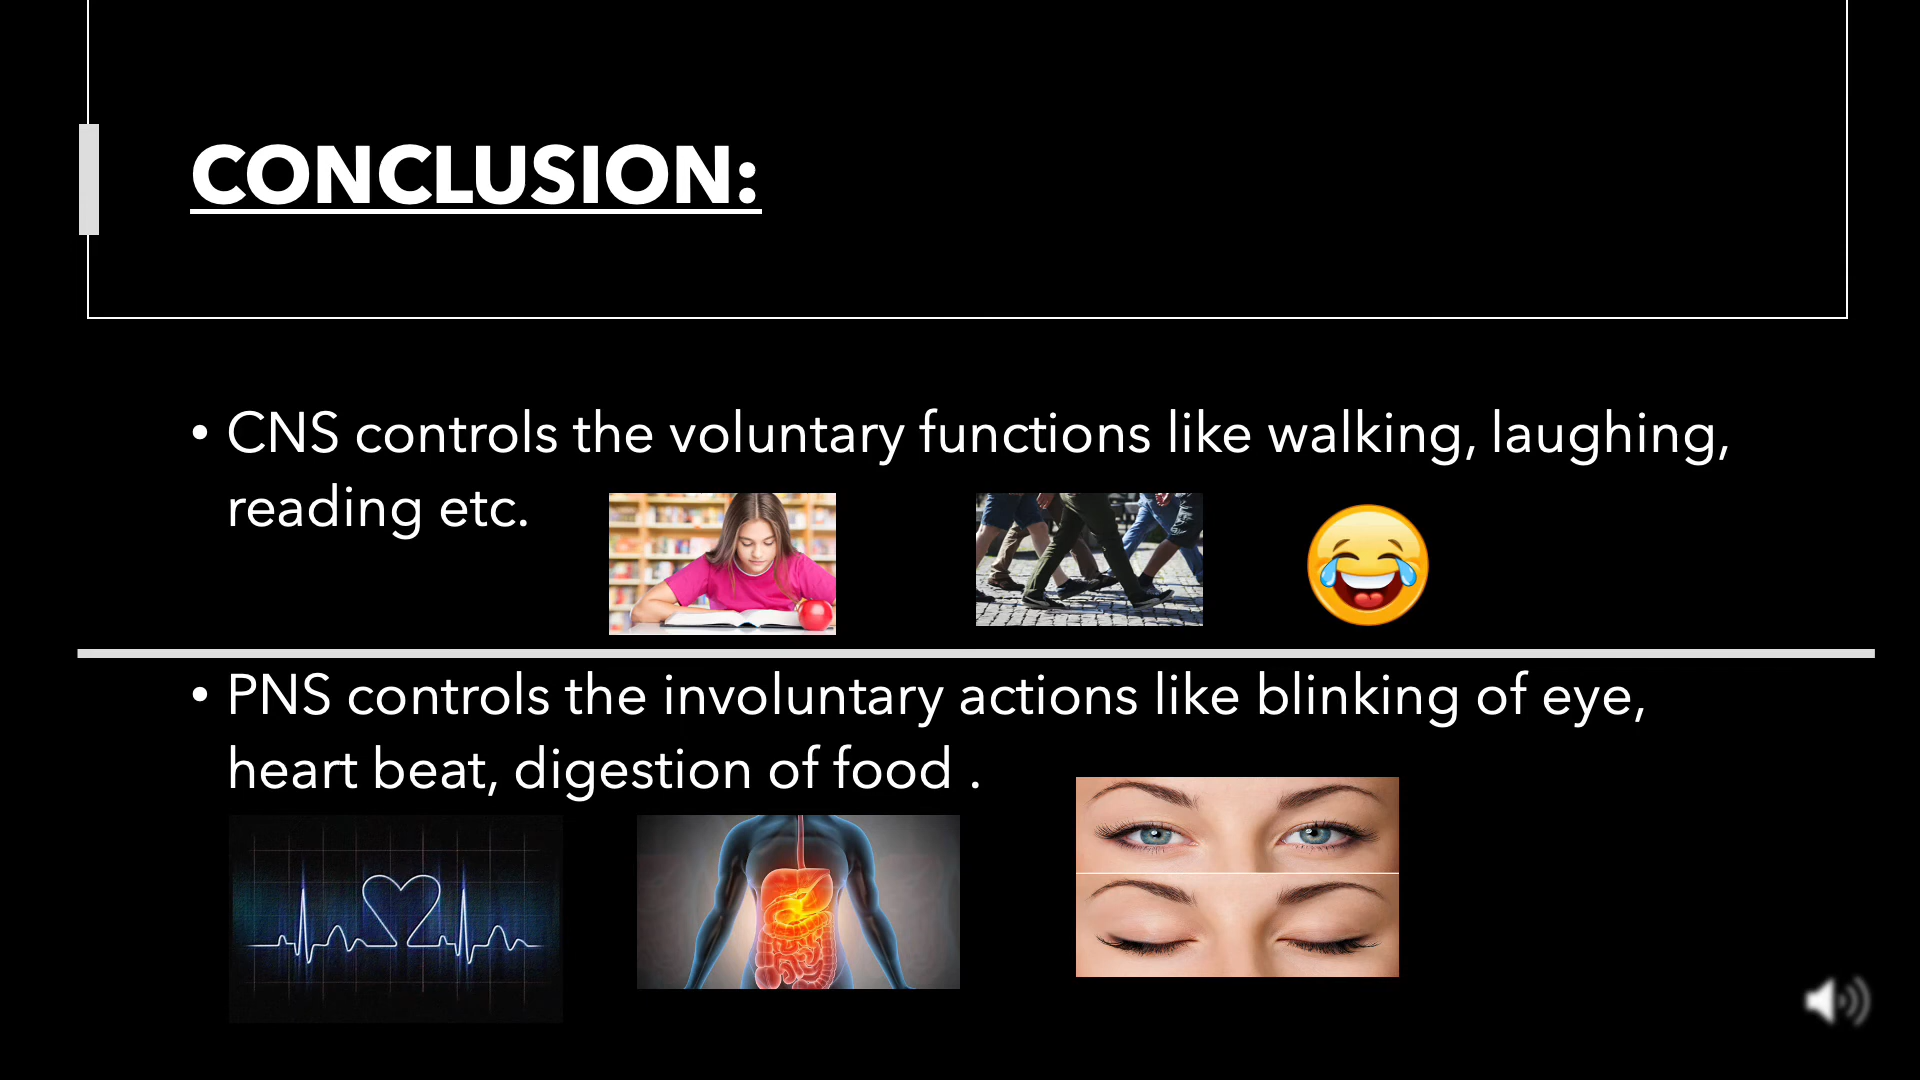 CONCLUSION:
• CNS controls the voluntary functions like walking, laughing,
reading etc.
• PNS controls the involuntary actions like blinking of eye,
heart beat, digestion of food .